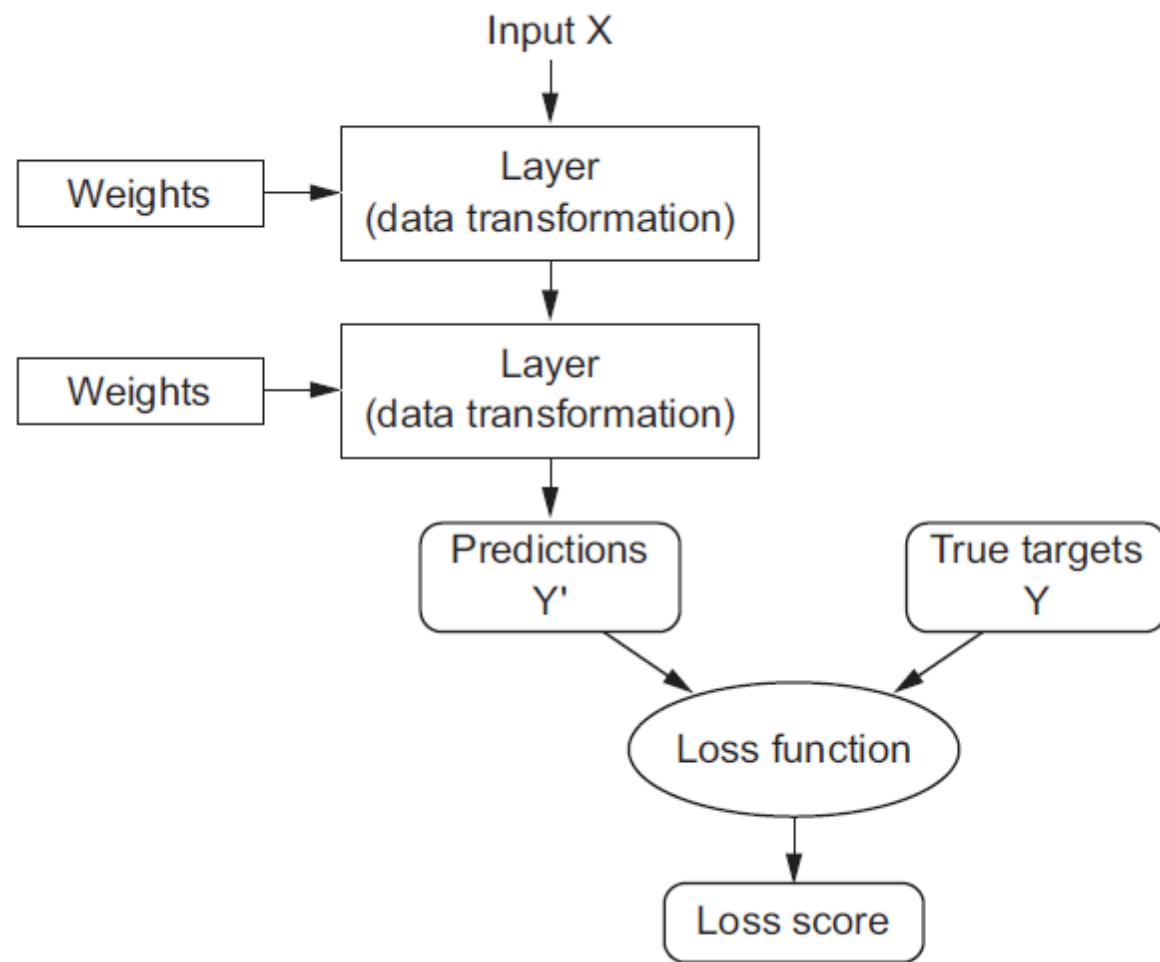 Input X
Weights
Layer
(data transformation)
Weights
Layer
(data transformation)
Predictions
Y'
True targets
Y
Loss function
Loss score